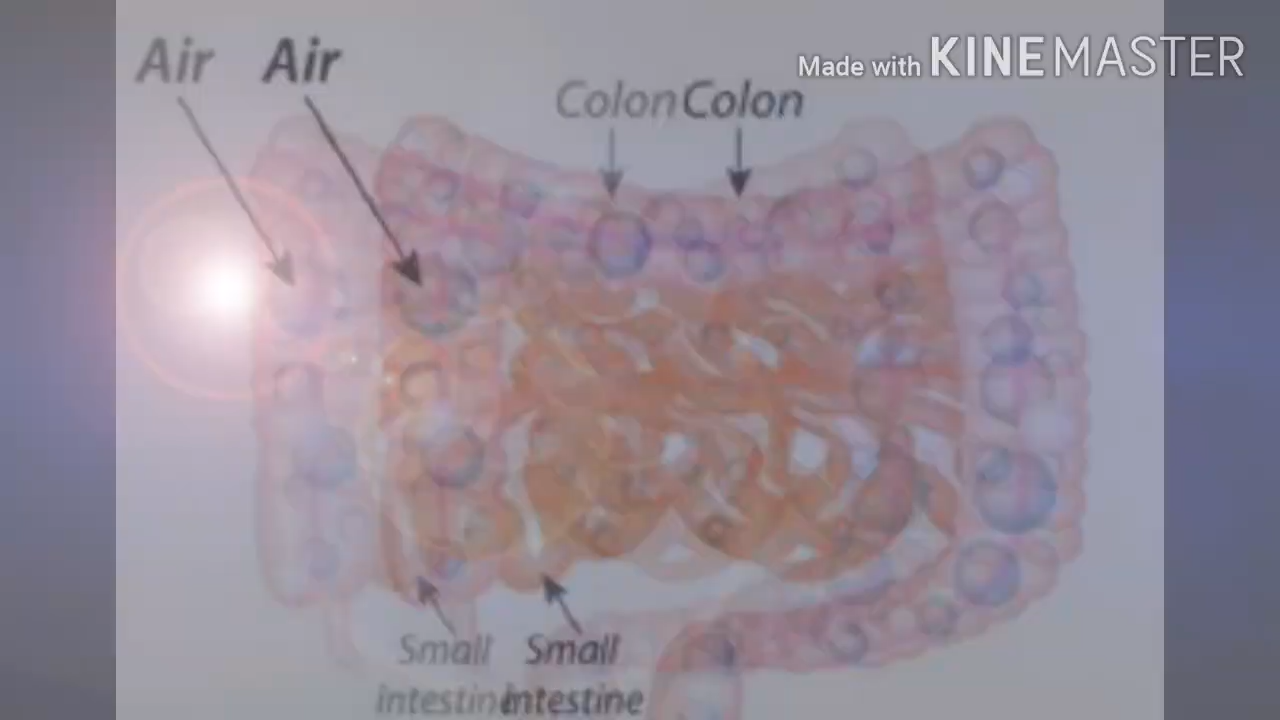 Made with KINEMASTER
Air Air
Colon Colon
Small Small
intestine intestine